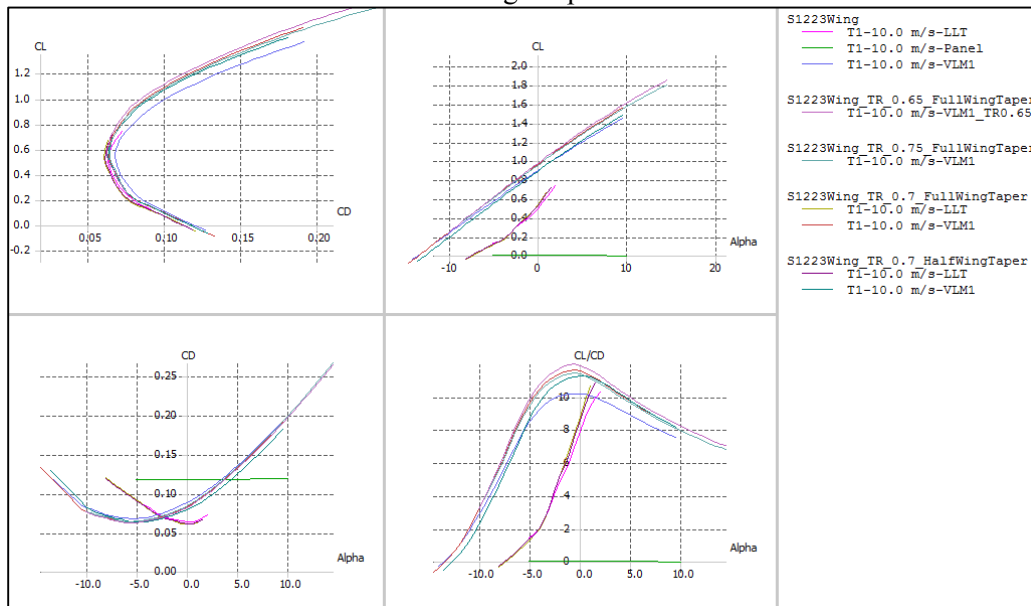 CL
1.2
1.0
0.8
0.6
0.4
0.2
0.0
-0.2
0.05
0.10
0.15
0.20
CD
CL
2.0
1.8
1.6
1.4
1.2
1.0
0.8
0.6
0.4
0.2
0.0
-10
0
10
20
Alpha
S1223Wing
T1-10.0 m/s-LLT
T1-10.0 m/s-Panel
T1-10.0 m/s-VLM1
S1223Wing_TR_0.65_FullWingTaper
T1-10.0 m/s-VLM1_TR0.65
S1223Wing_TR_0.75_FullWingTaper
T1-10.0 m/s-VLM1
S1223Wing_TR_0.7_FullWingTaper
T1-10.0 m/s-LLT
T1-10.0 m/s-VLM1
S1223Wing_TR_0.7_HalfWingTaper
T1-10.0 m/s-LLT
T1-10.0 m/s-VLM1
CD
0.25
0.20
0.15
0.10
0.05
0.00
-10.0
-5.0
0.0
5.0
10.0
Alpha
CL/CD
10
8
6
4
2
0
-10.0
-5.0
0.0
5.0
10.0
Alpha